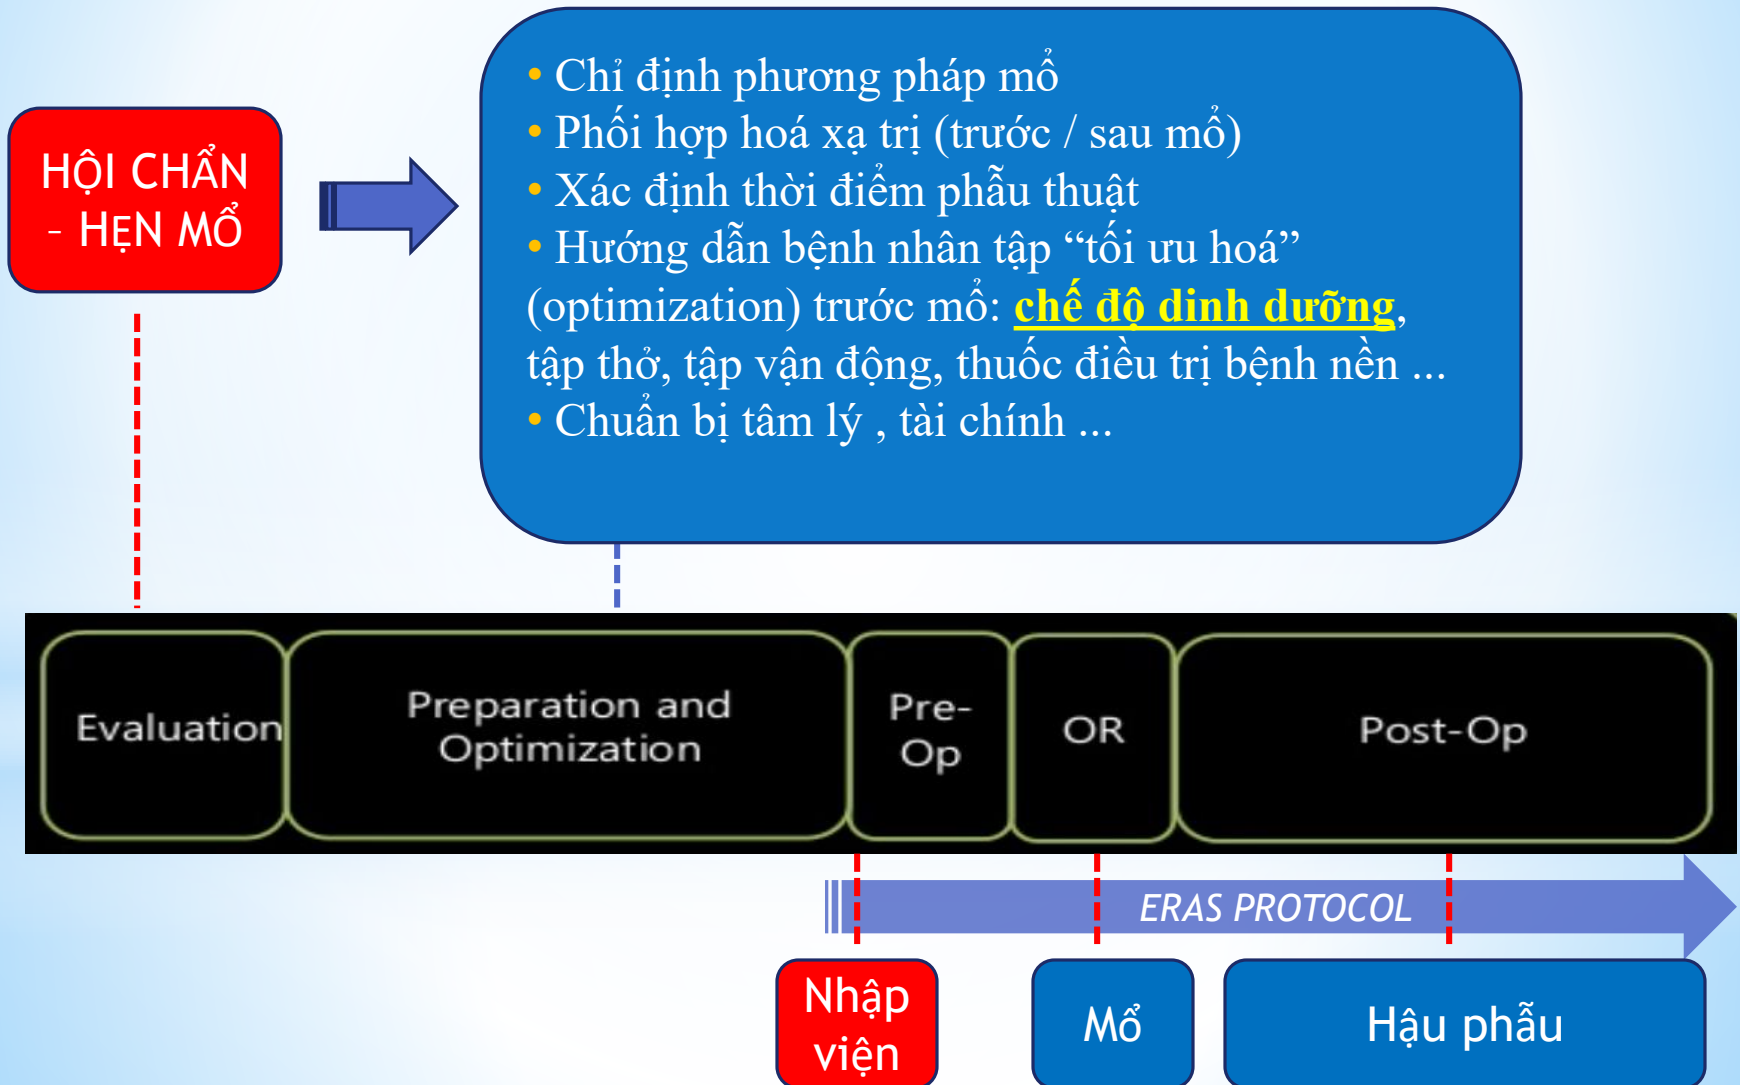 HỘI CHẨN
- HẸN MỔ
• Chỉ định phương pháp mổ
• Phối hợp hoá xạ trị (trước / sau mổ)
• Xác định thời điểm phẫu thuật
• Hướng dẫn bệnh nhân tập “tối ưu hoá”
(optimization) trước mổ: chế độ dinh dưỡng,
tập thở, tập vận động, thuốc điều trị bệnh nền ...
• Chuẩn bị tâm lý , tài chính ...
Evaluation
Preparation and
Optimization
Pre-
Op
OR
Post-Op
ERAS PROTOCOL
Nhập
viện
Mổ
Hậu phẫu